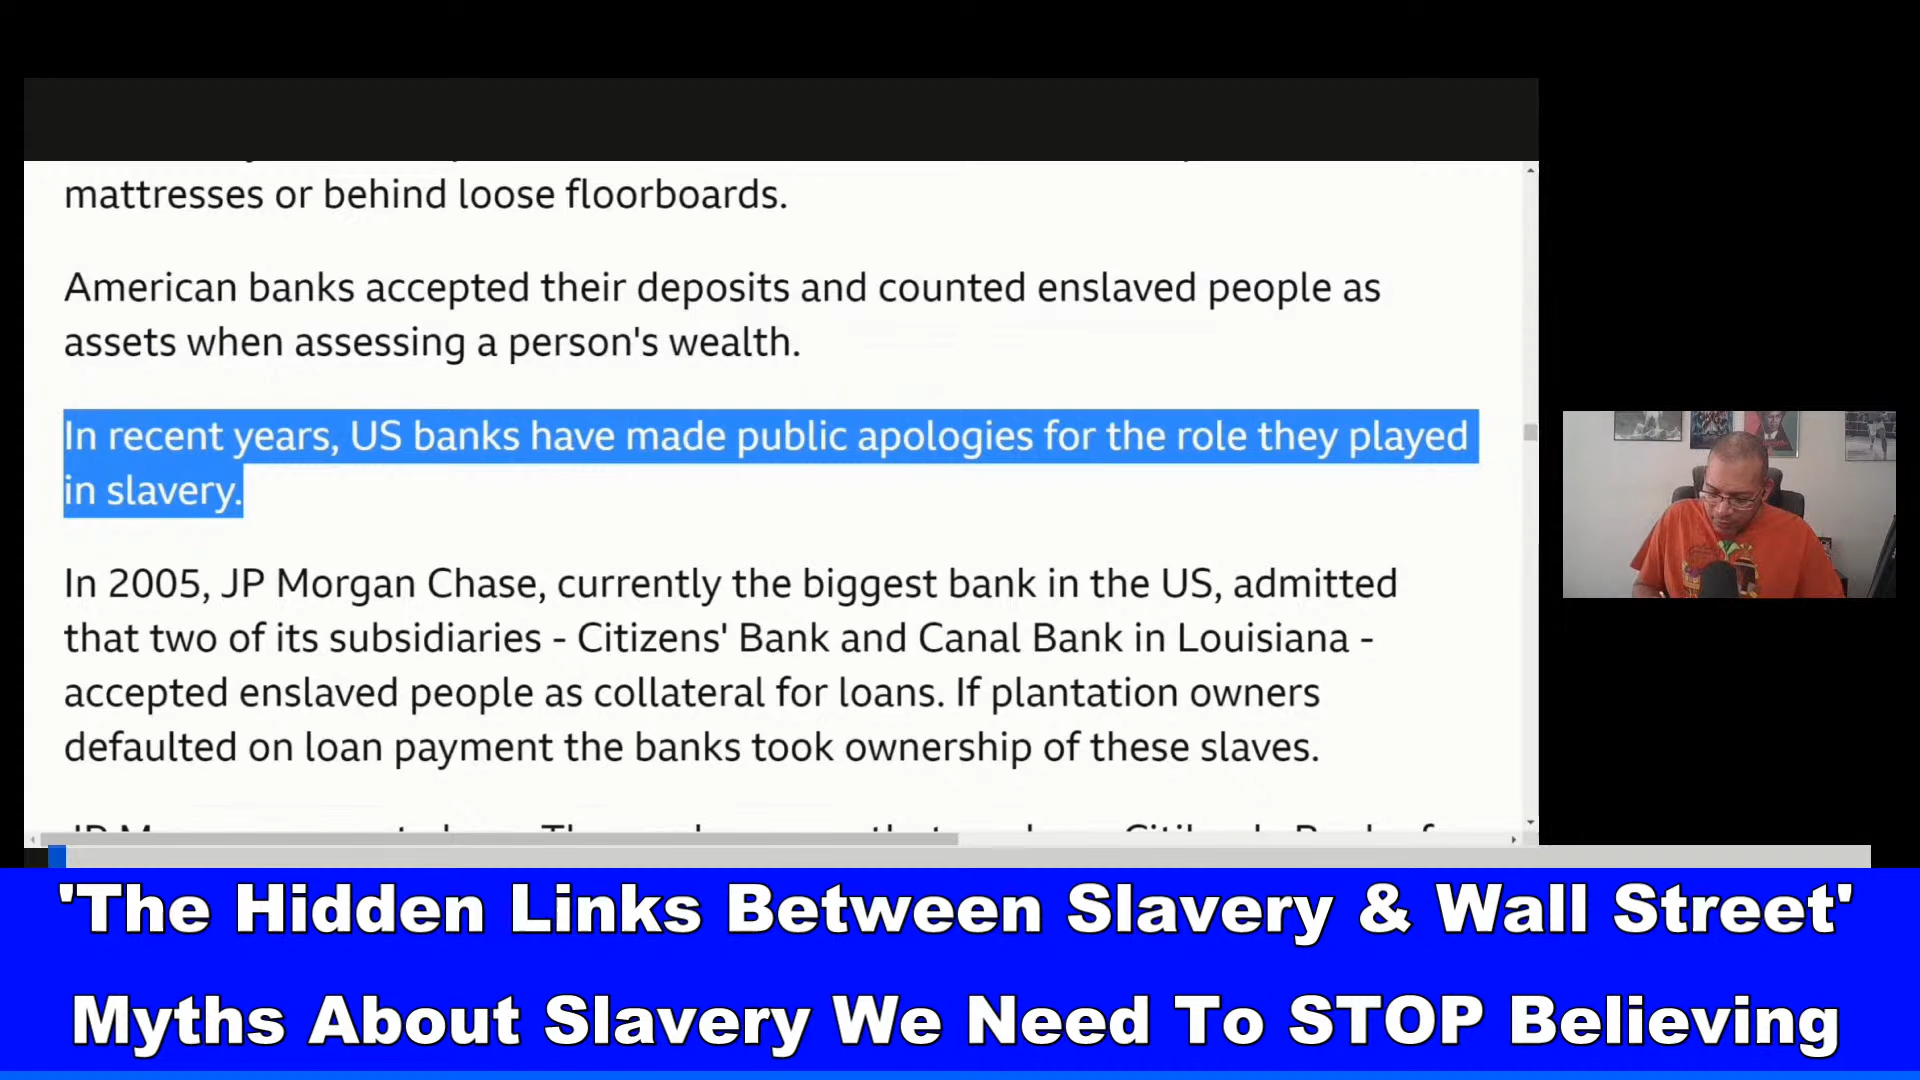 mattresses or behind loose floorboards.
American banks accepted their deposits and counted enslaved people as
assets when assessing a person's wealth.
In recent years, US banks have made public apologies for the role they played
in slavery.
In 2005, JP Morgan Chase, currently the biggest bank in the US, admitted
that two of its subsidiaries - Citizens' Bank and Canal Bank in Louisiana -
accepted enslaved people as collateral for loans. If plantation owners
defaulted on loan payment the banks took ownership of these slaves.
'The Hidden Links Between Slavery & Wall Street'
Myths About Slavery We Need To STOP Believing